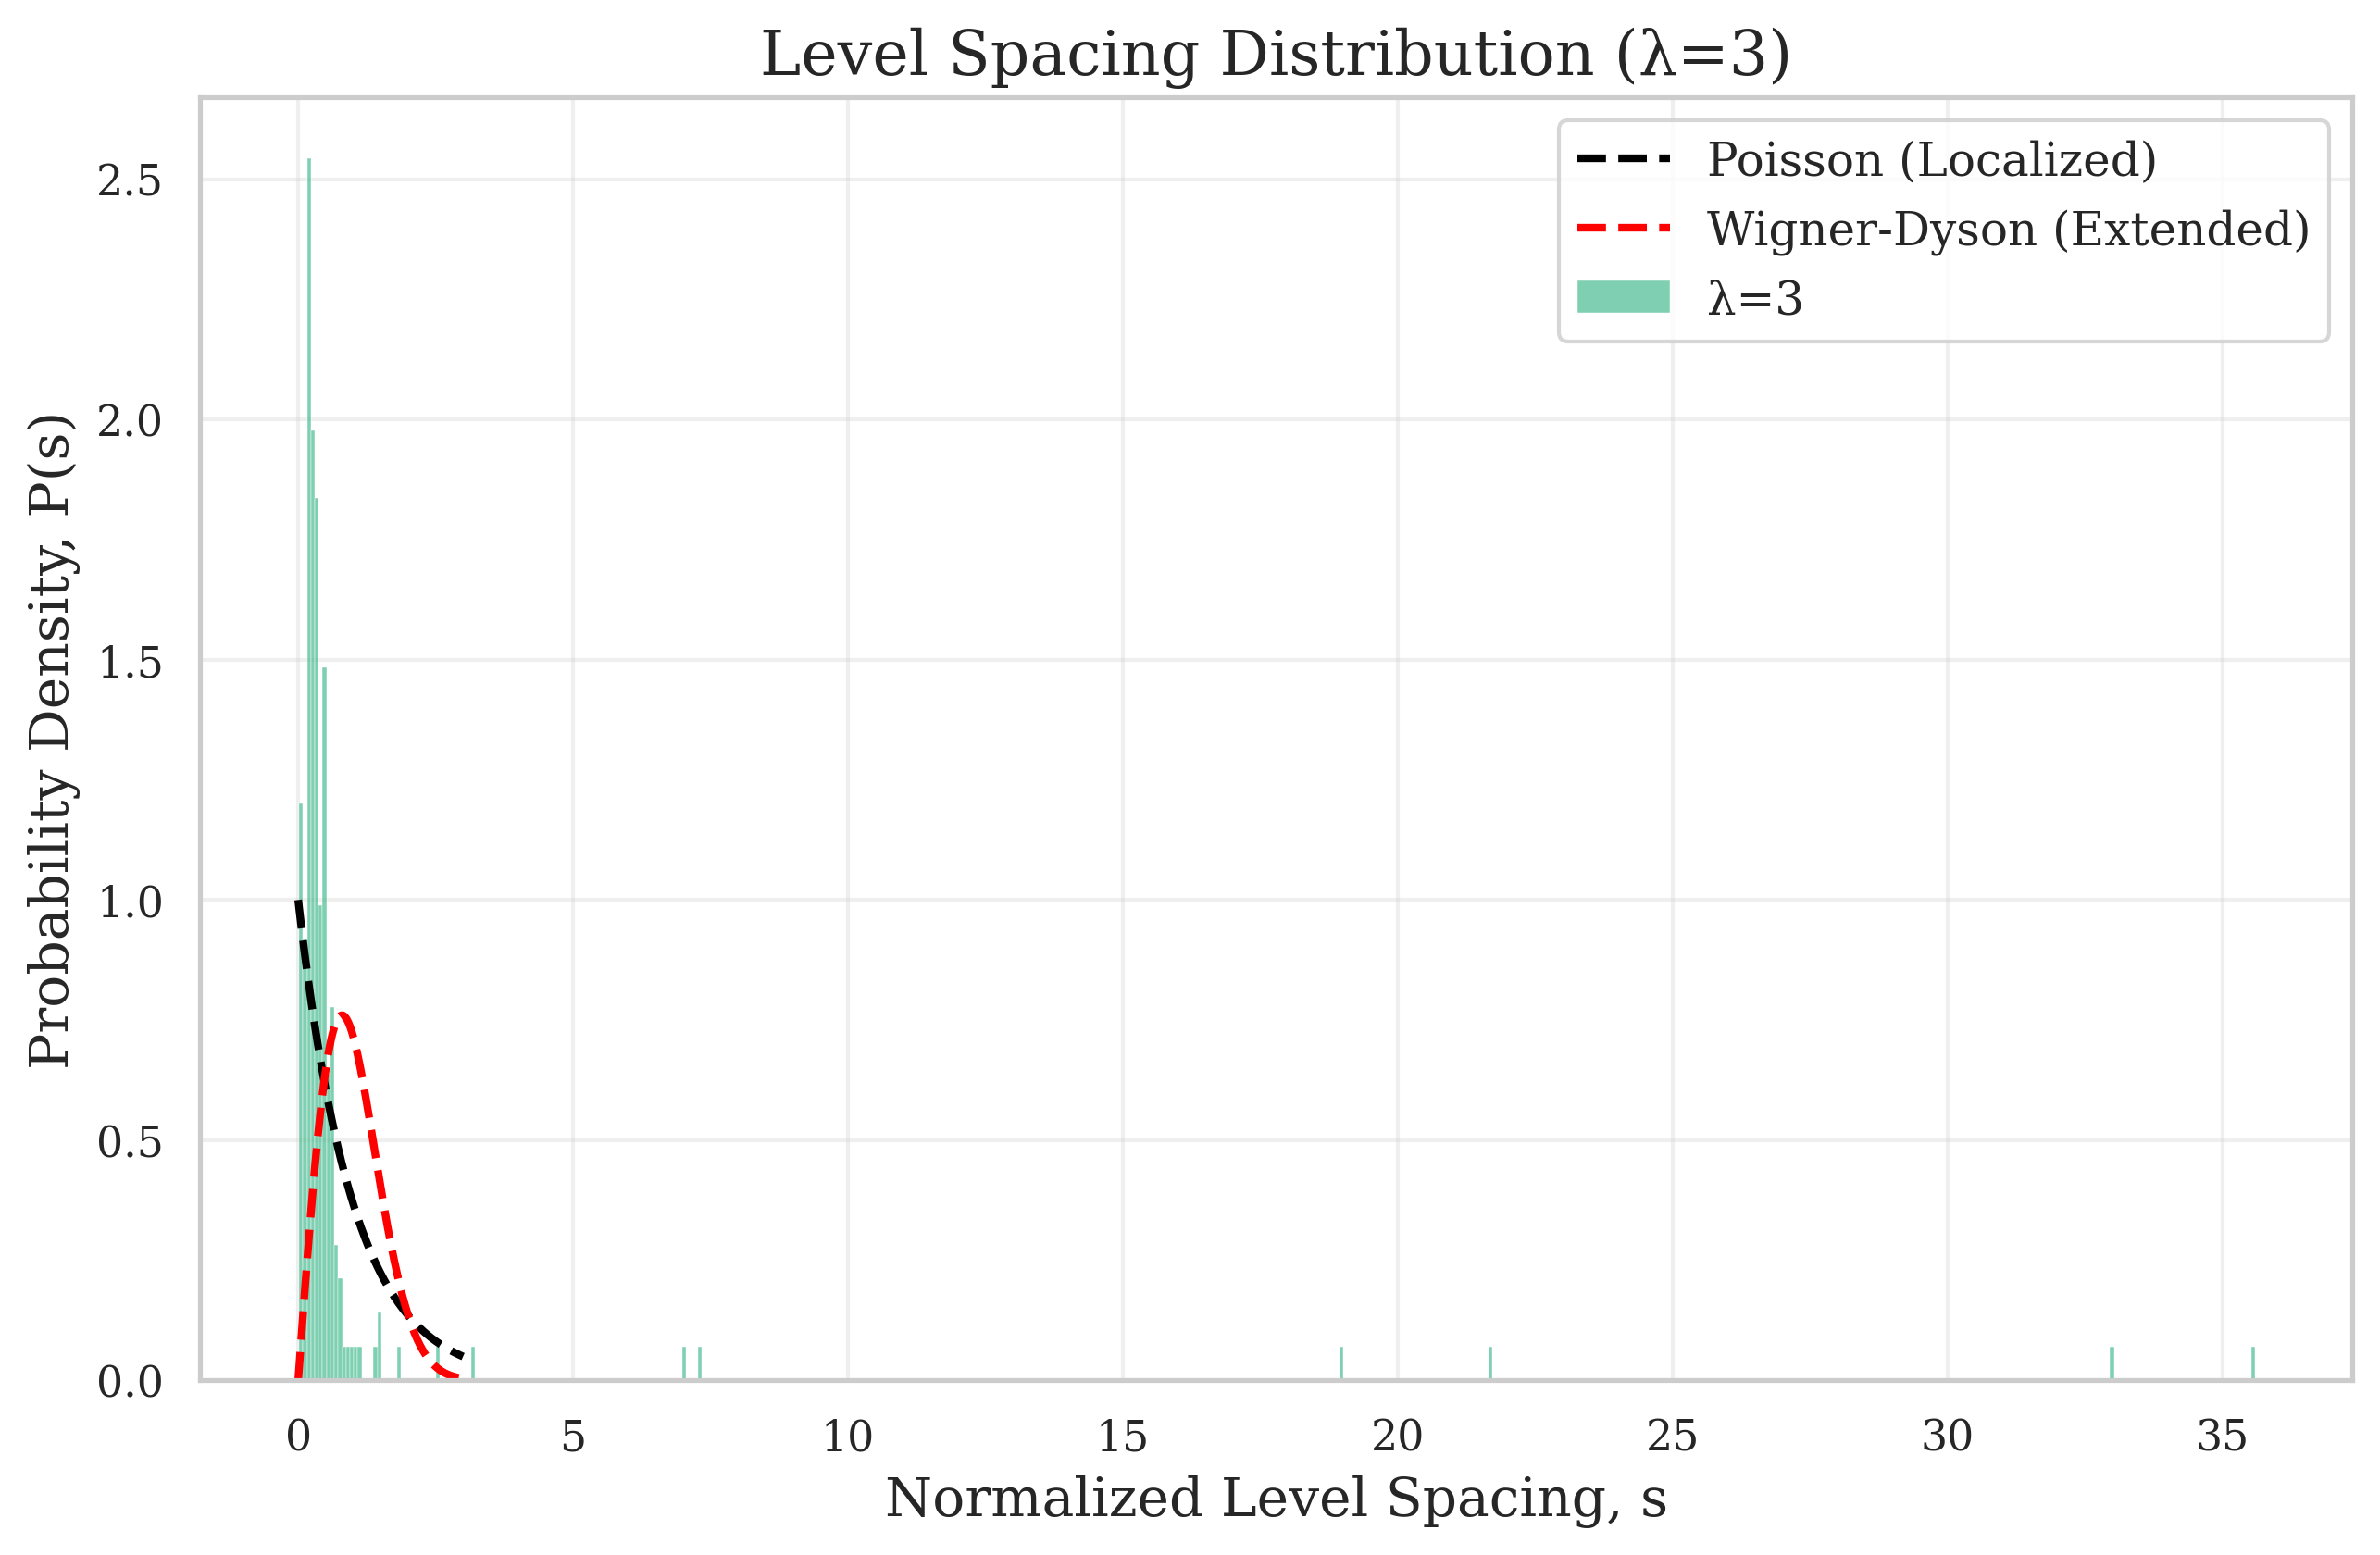 Level Spacing Distribution (λ=3)
Poisson (Localized)
Wigner-Dyson (Extended)
λ=3
Probability Density, P(s)
2.5
2.0
1.5
1.0
0.5
0.0
0 5 10 15 20 25 30 35
Normalized Level Spacing, s